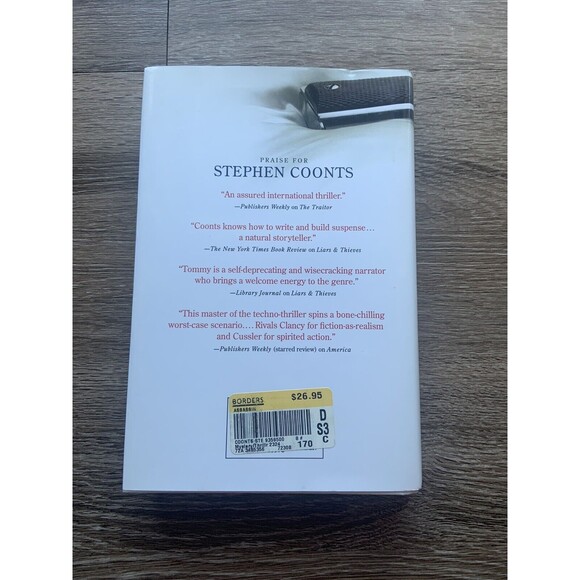 PRAISE FOR
STEPHEN COONTS
“An assured international thriller.”
—Publishers Weekly on The Traitor
“Coonts knows how to write and build suspense…
a natural storyteller.”
—The New York Times Book Review on Liars & Thieves
“Tommy is a self-deprecating and wisecracking narrator
who brings a welcome energy to the genre.”
—Library Journal on Liars & Thieves
“This master of the techno-thriller spins a bone-chilling
worst-case scenario.... Rivals Clancy for fiction-as-realism
and Cussler for spirited action.”
—Publishers Weekly (starred review) on America
BORDERS $26.95
D
S3
C
COONTS STE
170